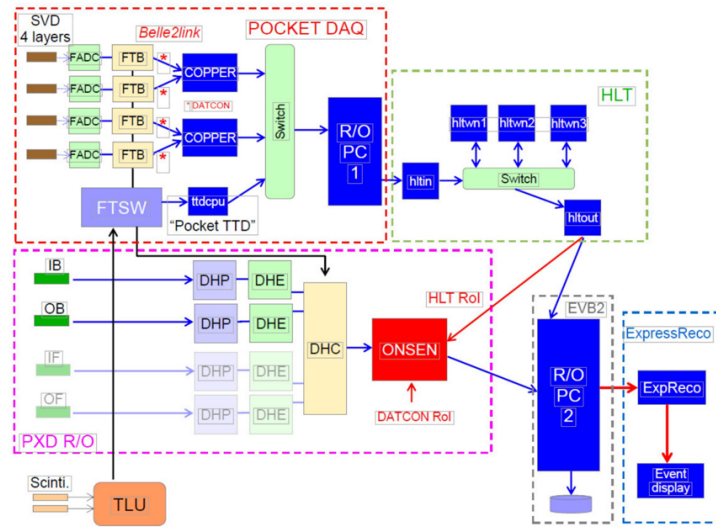 SVD
4 layers
Belle2link
POCKET DAQ
FADC
FTB
*
COPPER
FADC
FTB
*
*DATCON
FADC
FTB
*
COPPER
FADC
FTB
*
Switch
R/O
PC
1
FTSW
ttdcpu
"Pocket TTD"
HLT
hltwn1
hltwn2
hltwn3
hltin
Switch
hltout
IB
DHP
DHE
OB
DHP
DHE
IF
DHP
DHE
OF
DHP
DHE
DHC
ONSEN
HLT RoI
DATCON RoI
PXD R/O
EVB2
R/O
PC
2
ExpressReco
ExpReco
Event
display
Scinti.
TLU